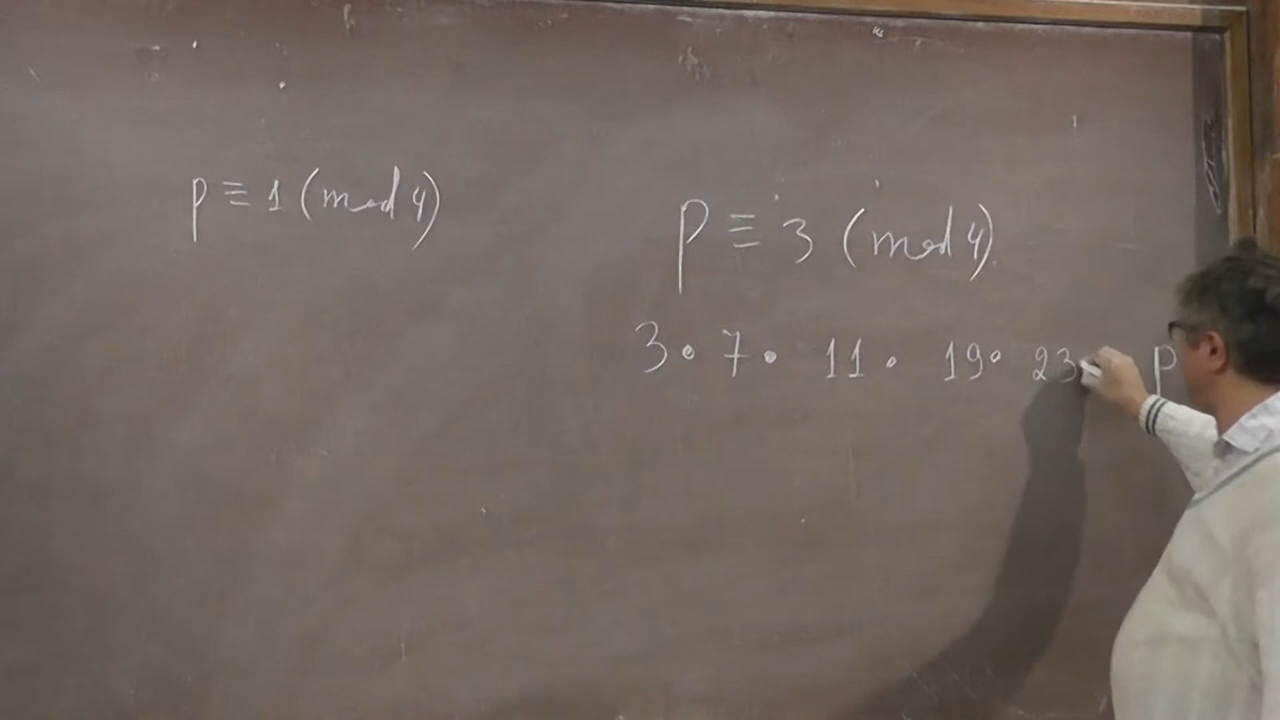 p ≡ 1 (mod 4)
p ≡ 3 (mod 4)
3 · 7 · 11 · 19 · 23 · p